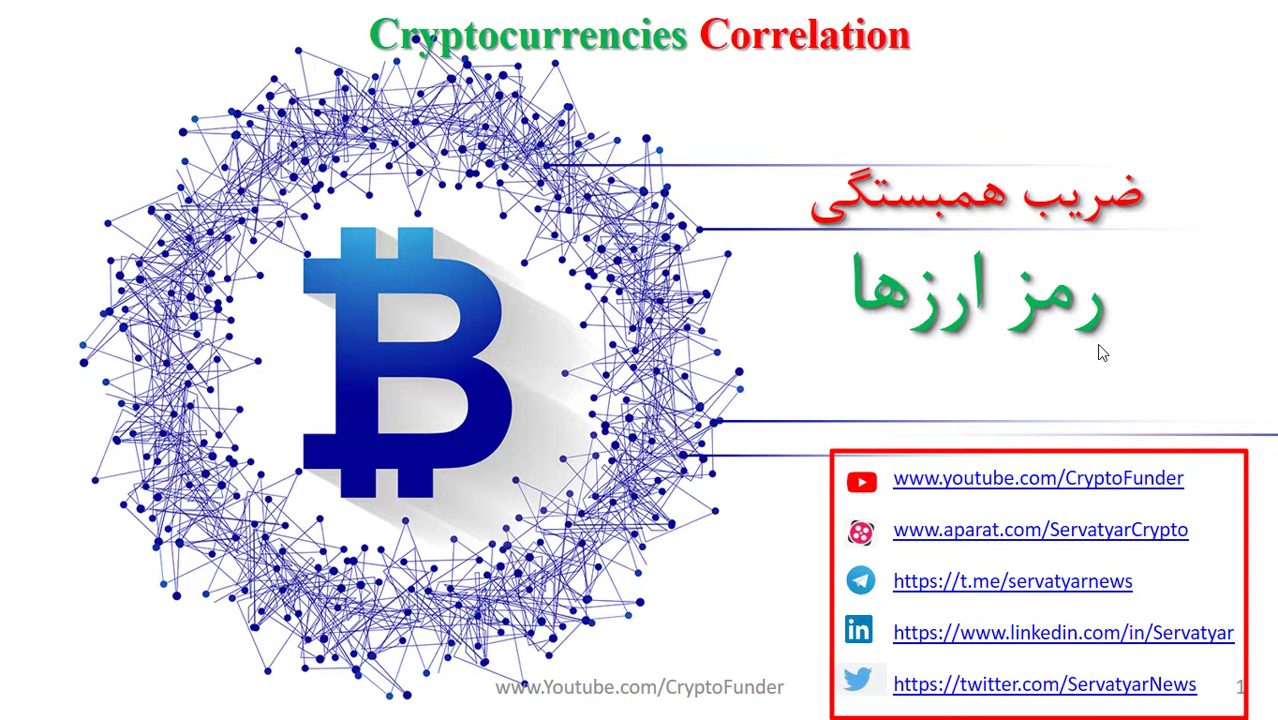 Cryptocurrencies Correlation
ضریب همبستگی
رمز ارزها
www.youtube.com/CryptoFunder
www.aparat.com/ServatyarCrypto
https://t.me/servatyarnews
https://www.linkedin.com/in/Servatyar
https://twitter.com/ServatyarNews
www.Youtube.com/CryptoFunder
1